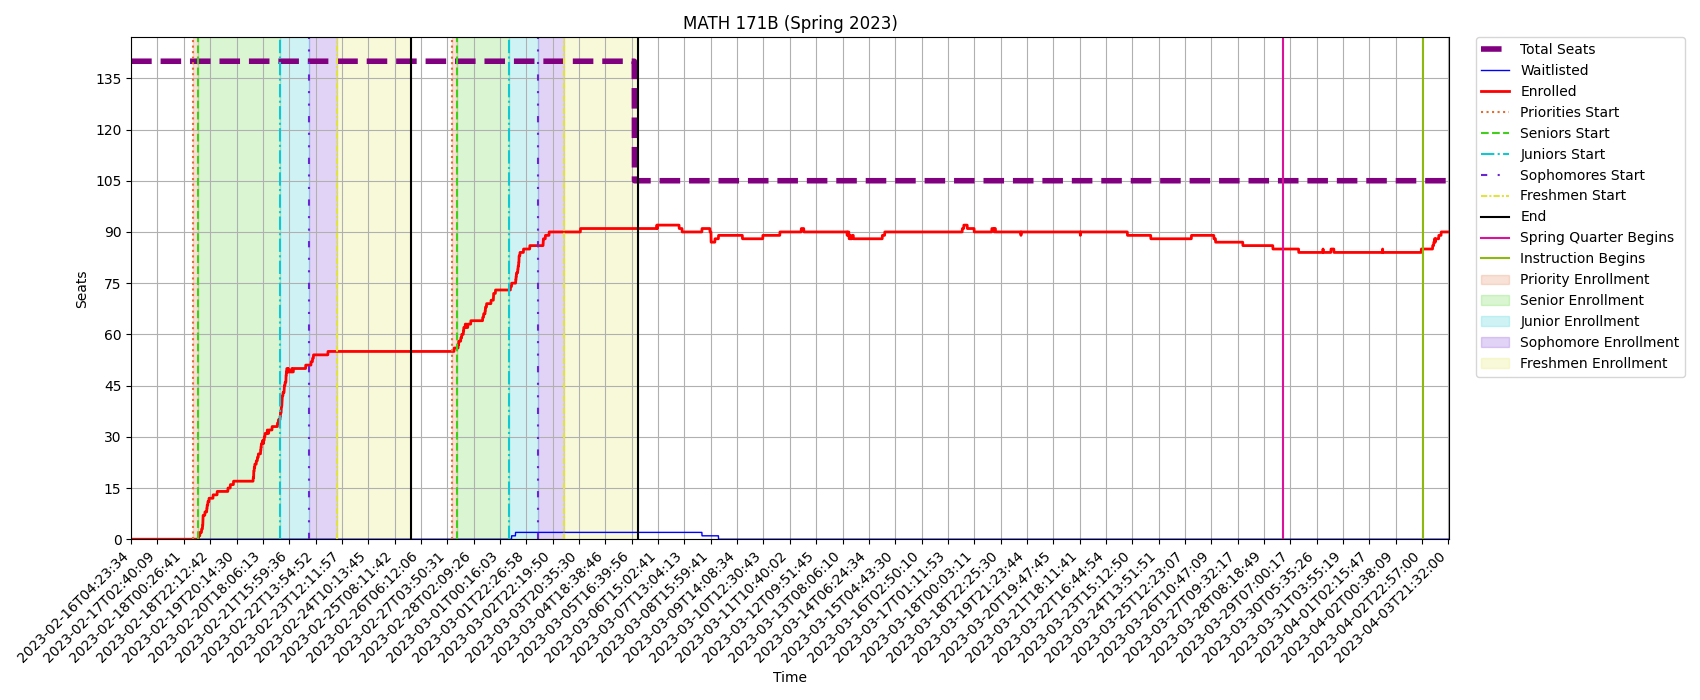 MATH 171B (Spring 2023)
135
120
105
90
75
60
45
30
15
0
Seats
2023-02-16T04:23:34
2023-02-17T02:40:09
2023-02-18T00:26:41
2023-02-18T22:12:42
2023-02-19T20:14:30
2023-02-20T18:06:13
2023-02-21T15:59:36
2023-02-22T13:54:52
2023-02-23T12:11:57
2023-02-24T10:13:45
2023-02-25T08:11:42
2023-02-26T06:12:06
2023-02-27T03:50:31
2023-02-28T02:09:26
2023-03-01T00:16:03
2023-03-01T22:26:58
2023-03-02T22:19:50
2023-03-03T20:35:30
2023-03-04T18:38:46
2023-03-05T16:39:56
2023-03-06T15:02:41
2023-03-07T13:04:13
2023-03-08T15:59:41
2023-03-09T14:08:34
2023-03-10T12:30:43
2023-03-11T10:40:02
2023-03-12T09:51:45
2023-03-13T08:06:10
2023-03-14T06:24:34
2023-03-15T04:43:30
2023-03-16T02:50:10
2023-03-17T01:11:53
2023-03-18T00:03:11
2023-03-18T22:25:30
2023-03-19T21:23:44
2023-03-20T19:47:45
2023-03-21T18:11:41
2023-03-22T16:44:54
2023-03-23T15:12:50
2023-03-24T13:51:51
2023-03-25T12:23:07
2023-03-26T10:47:09
2023-03-27T09:32:17
2023-03-28T08:18:49
2023-03-29T07:00:17
2023-03-30T05:35:26
2023-03-31T03:55:19
2023-04-01T02:15:47
2023-04-02T00:38:09
2023-04-02T22:57:00
2023-04-03T21:32:00
Time
Total Seats
Waitlisted
Enrolled
Priorities Start
Seniors Start
Juniors Start
Sophomores Start
Freshmen Start
End
Spring Quarter Begins
Instruction Begins
Priority Enrollment
Senior Enrollment
Junior Enrollment
Sophomore Enrollment
Freshmen Enrollment